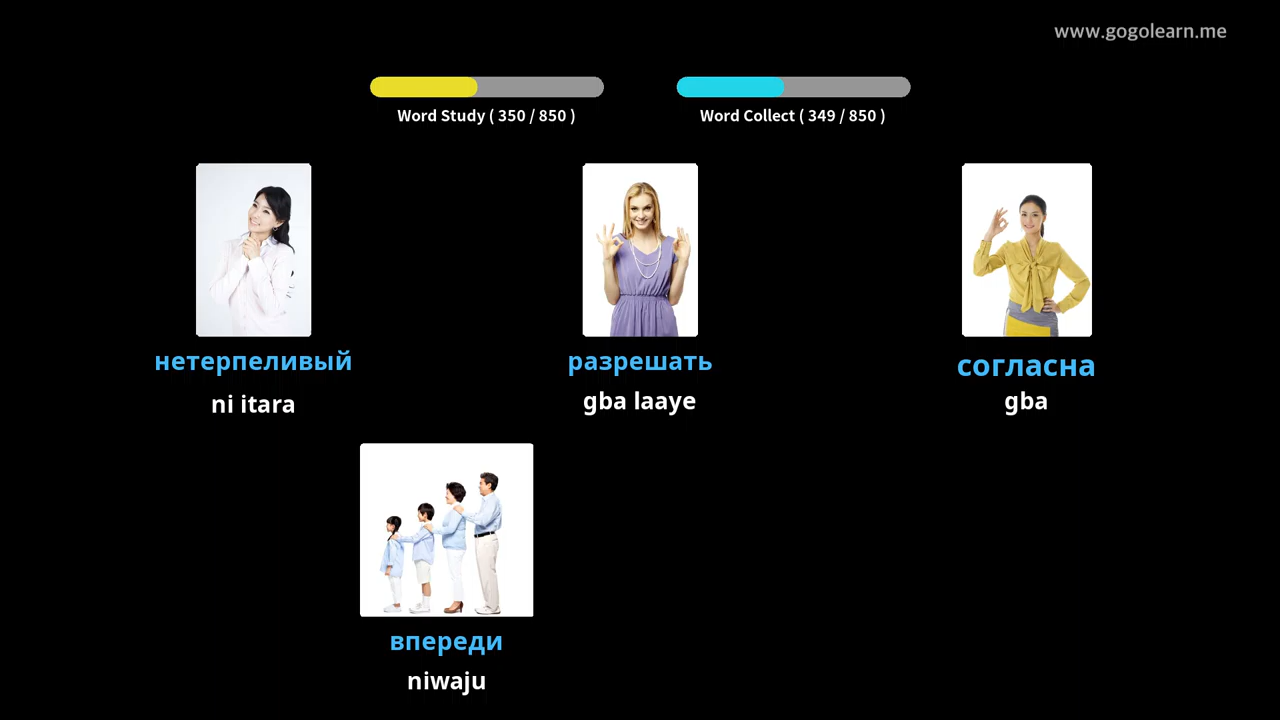 www.gogolearn.me
Word Study ( 350 / 850 )
Word Collect ( 349 / 850 )
нетерпеливый
ni itara
разрешать
gba laaye
согласна
gba
впереди
niwaju